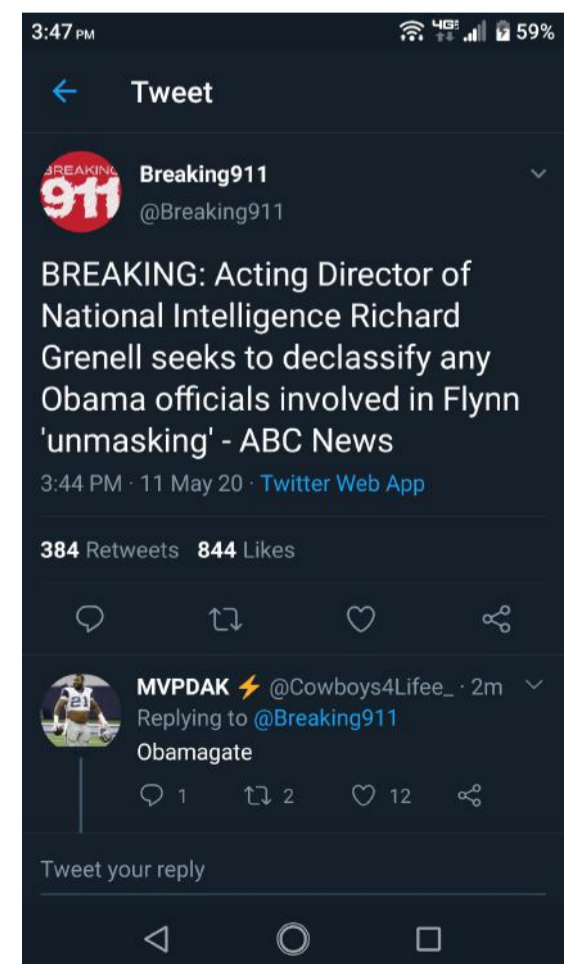 3:47 PM 4G 59%
Tweet
BREAKING
911
Breaking911
@Breaking911
BREAKING: Acting Director of
National Intelligence Richard
Grenell seeks to declassify any
Obama officials involved in Flynn
'unmasking' - ABC News
3:44 PM · 11 May 20 · Twitter Web App
384 Retweets 844 Likes
21
MVPDAK ⚡ @Cowboys4Lifee_ · 2m
Replying to @Breaking911
Obamagate
1 2 12
Tweet your reply